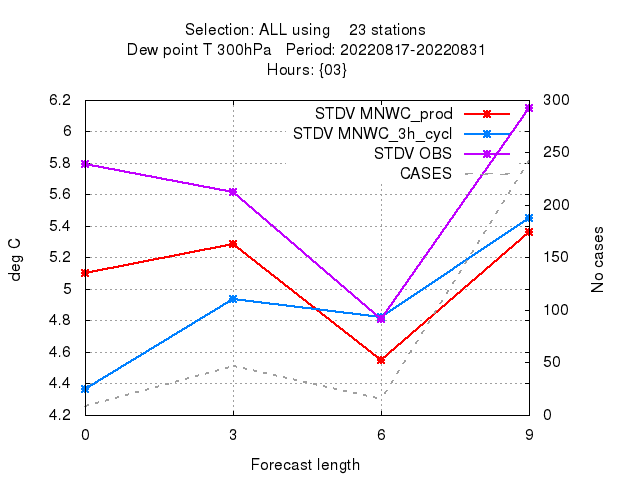 Selection: ALL using    23 stations
Dew point T 300hPa   Period: 20220817-20220831
Hours: {03}
6.2
6
5.8
5.6
5.4
5.2
5
4.8
4.6
4.4
4.2
deg C
STDV MNWC_prod
STDV MNWC_3h_cycl
STDV OBS
CASES
300
250
200
150
100
50
0
No cases
0 3 6 9
Forecast length